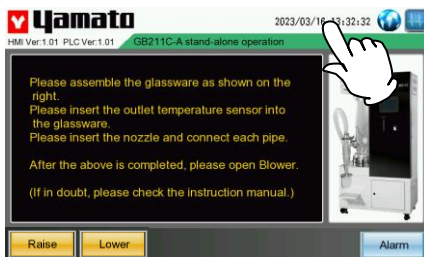 Yamato
2023/03/16 13:32:32
HMI Ver:1.01 PLC Ver:1.01
GB211C-A stand-alone operation
Please assemble the glassware as shown on the
right.
Please insert the outlet temperature sensor into
the glassware.
Please insert the nozzle and connect each pipe.
After the above is completed, please open Blower.
(If in doubt, please check the instruction manual.)
Raise
Lower
Alarm